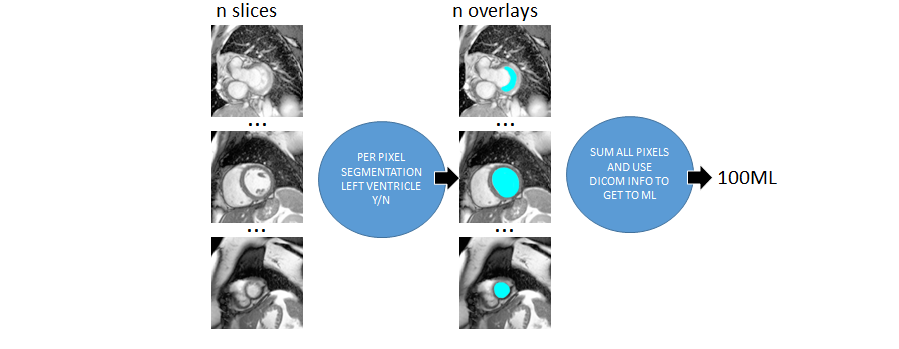 n slices
n overlays
...
...
PER PIXEL
SEGMENTATION
LEFT VENTRICLE
Y/N
SUM ALL PIXELS
AND USE
DICOM INFO TO
GET TO ML
100ML
...
...